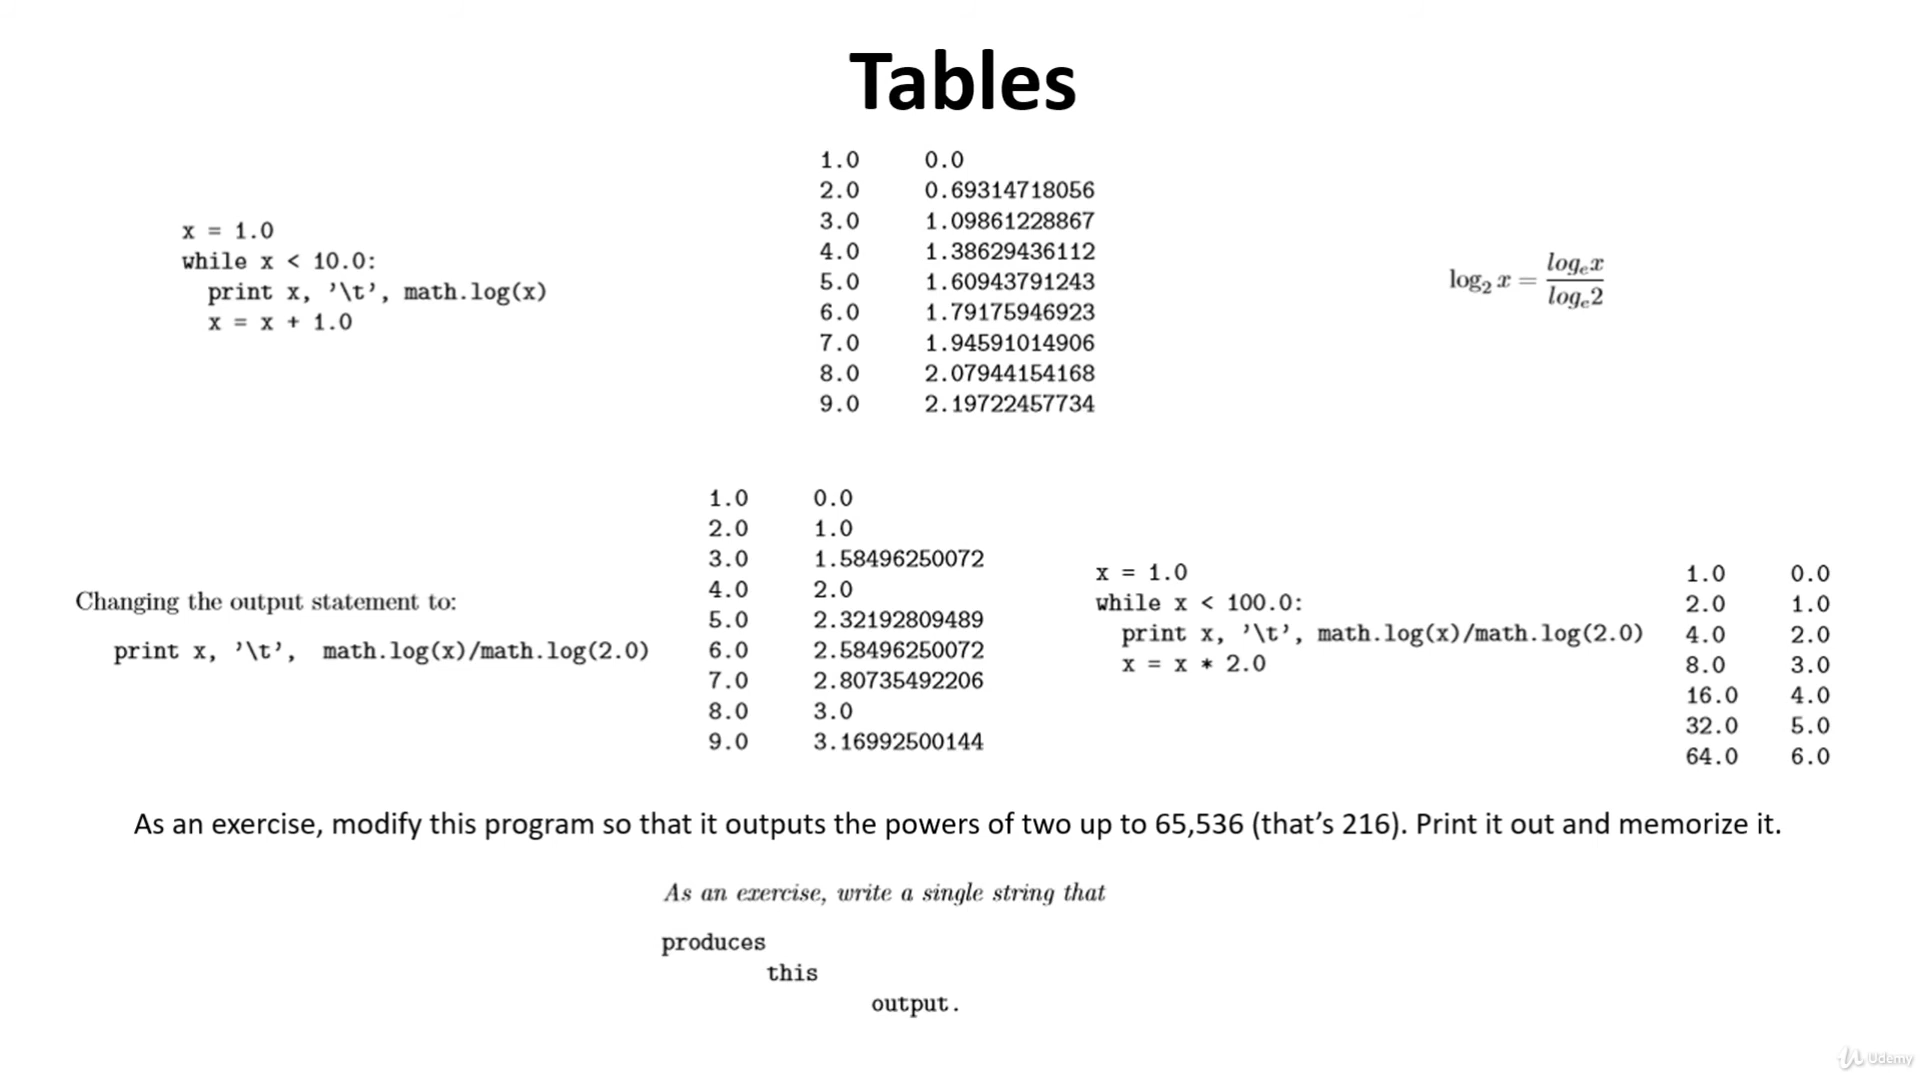 Tables
x = 1.0
while x < 10.0:
  print x, ’\t’, math.log(x)
  x = x + 1.0
1.0 0.0
2.0 0.69314718056
3.0 1.09861228867
4.0 1.38629436112
5.0 1.60943791243
6.0 1.79175946923
7.0 1.94591014906
8.0 2.07944154168
9.0 2.19722457734
log₂ x = logₑx / logₑ2
Changing the output statement to:
print x, ’\t’, math.log(x)/math.log(2.0)
1.0 0.0
2.0 1.0
3.0 1.58496250072
4.0 2.0
5.0 2.32192809489
6.0 2.58496250072
7.0 2.80735492206
8.0 3.0
9.0 3.16992500144
x = 1.0
while x < 100.0:
  print x, ’\t’, math.log(x)/math.log(2.0)
  x = x * 2.0
1.0 0.0
2.0 1.0
4.0 2.0
8.0 3.0
16.0 4.0
32.0 5.0
64.0 6.0
As an exercise, modify this program so that it outputs the powers of two up to 65,536 (that’s 216). Print it out and memorize it.
As an exercise, write a single string that
produces
        this
                output.
Udemy